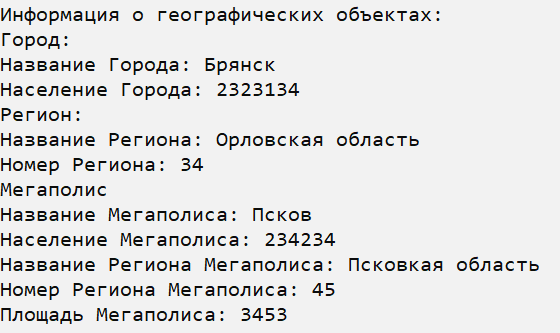 Информация о географических объектах:
Город:
Название Города: Брянск
Население Города: 2323134
Регион:
Название Региона: Орловская область
Номер Региона: 34
Мегаполис
Название Мегаполиса: Псков
Население Мегаполиса: 234234
Название Региона Мегаполиса: Псковкая область
Номер Региона Мегаполиса: 45
Площадь Мегаполиса: 3453